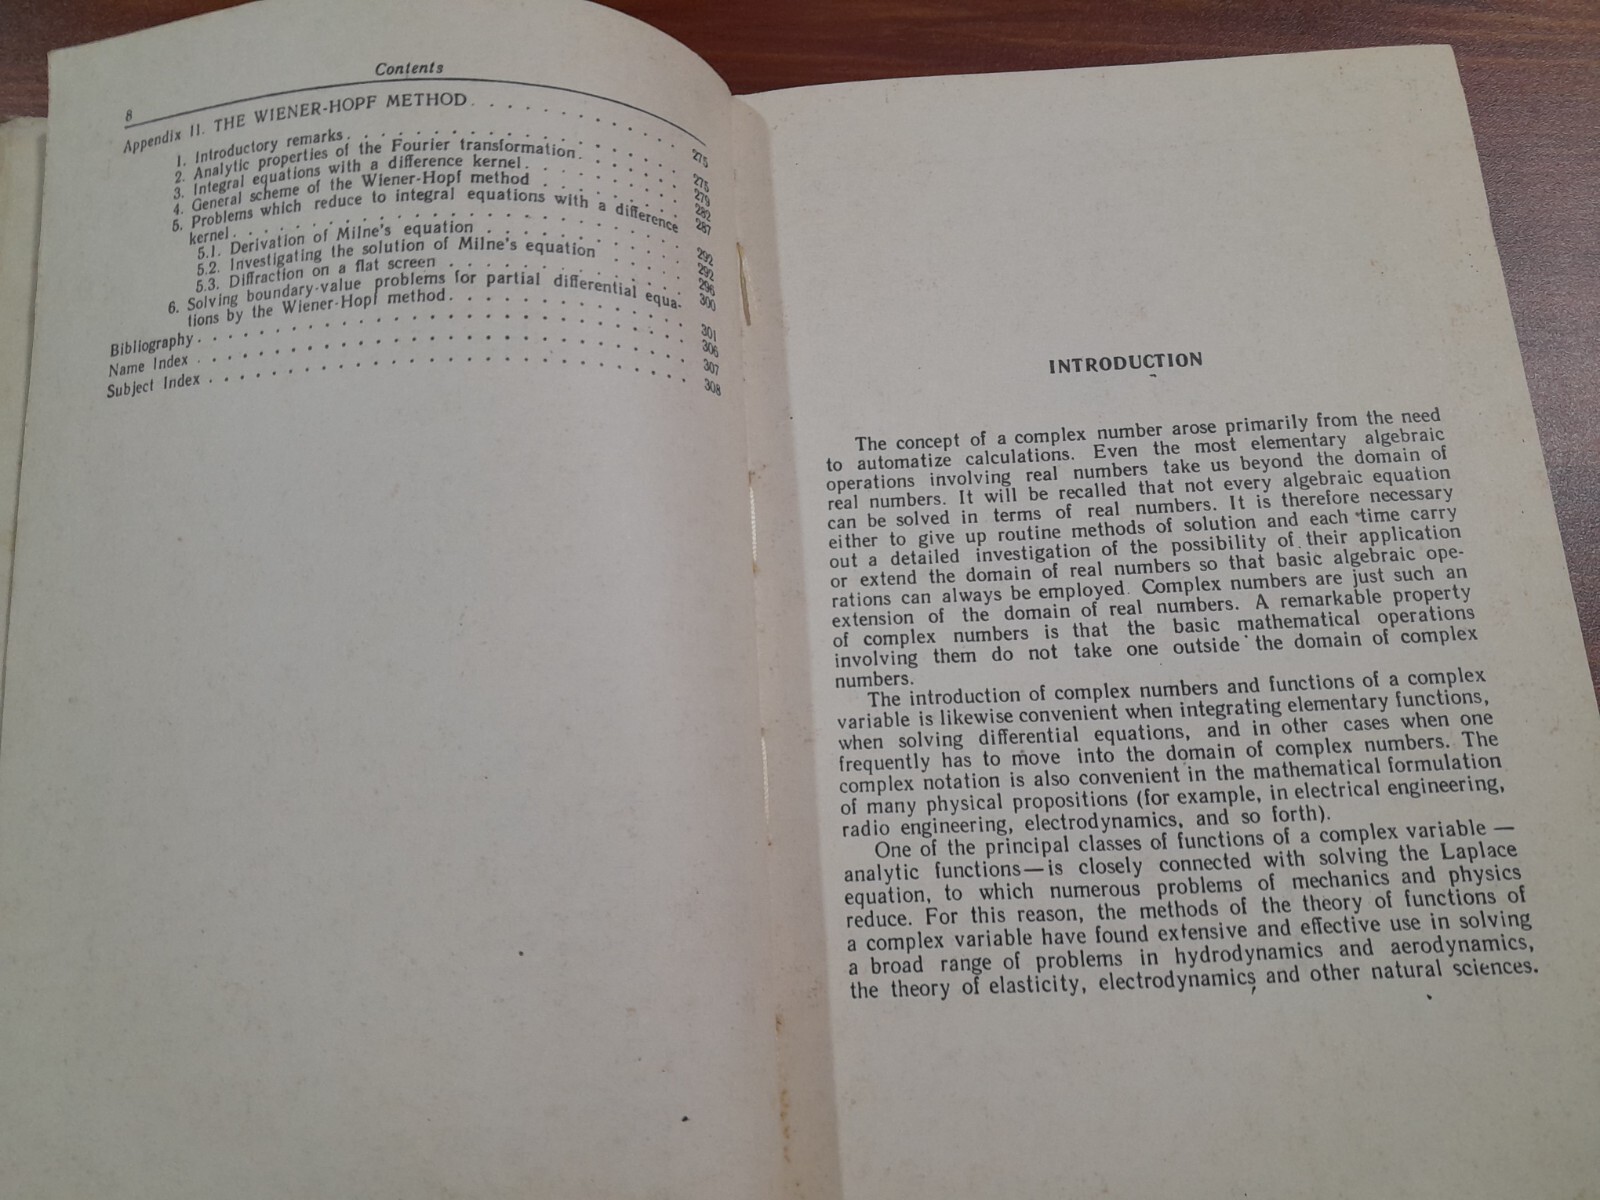 8
Contents
Appendix II. THE WIENER-HOPF METHOD . . . . . . . . . . . 275
1. Introductory remarks . . . . . . . . . . . . . . . . 275
2. Analytic properties of the Fourier transformation. . . . . . 279
3. Integral equations with a difference kernel. . . . . . . . 282
4. General scheme of the Wiener-Hopf method . . . . . . . 287
5. Problems which reduce to integral equations with a difference
kernel. . . . . . . . . . . . . . . . . . . . . . 292
5.1. Derivation of Milne's equation . . . . . . . . . . 292
5.2. Investigating the solution of Milne's equation . . . . . 296
5.3. Diffraction on a flat screen . . . . . . . . . . . 300
6. Solving boundary-value problems for partial differential equa-
tions by the Wiener-Hopf method. . . . . . . . . . . . 301
Bibliography . . . . . . . . . . . . . . . . . . . . . . 306
Name Index . . . . . . . . . . . . . . . . . . . . . . 307
Subject Index . . . . . . . . . . . . . . . . . . . . . 308
INTRODUCTION
The concept of a complex number arose primarily from the need
to automatize calculations. Even the most elementary algebraic
operations involving real numbers take us beyond the domain of
real numbers. It will be recalled that not every algebraic equation
can be solved in terms of real numbers. It is therefore necessary
either to give up routine methods of solution and each time carry
out a detailed investigation of the possibility of their application
or extend the domain of real numbers so that basic algebraic ope-
rations can always be employed. Complex numbers are just such an
extension of the domain of real numbers. A remarkable property
of complex numbers is that the basic mathematical operations
involving them do not take one outside the domain of complex
numbers.
The introduction of complex numbers and functions of a complex
variable is likewise convenient when integrating elementary functions,
when solving differential equations, and in other cases when one
frequently has to move into the domain of complex numbers. The
complex notation is also convenient in the mathematical formulation
of many physical propositions (for example, in electrical engineering,
radio engineering, electrodynamics, and so forth).
One of the principal classes of functions of a complex variable —
analytic functions—is closely connected with solving the Laplace
equation, to which numerous problems of mechanics and physics
reduce. For this reason, the methods of the theory of functions of
a complex variable have found extensive and effective use in solving
a broad range of problems in hydrodynamics and aerodynamics,
the theory of elasticity, electrodynamics and other natural sciences.